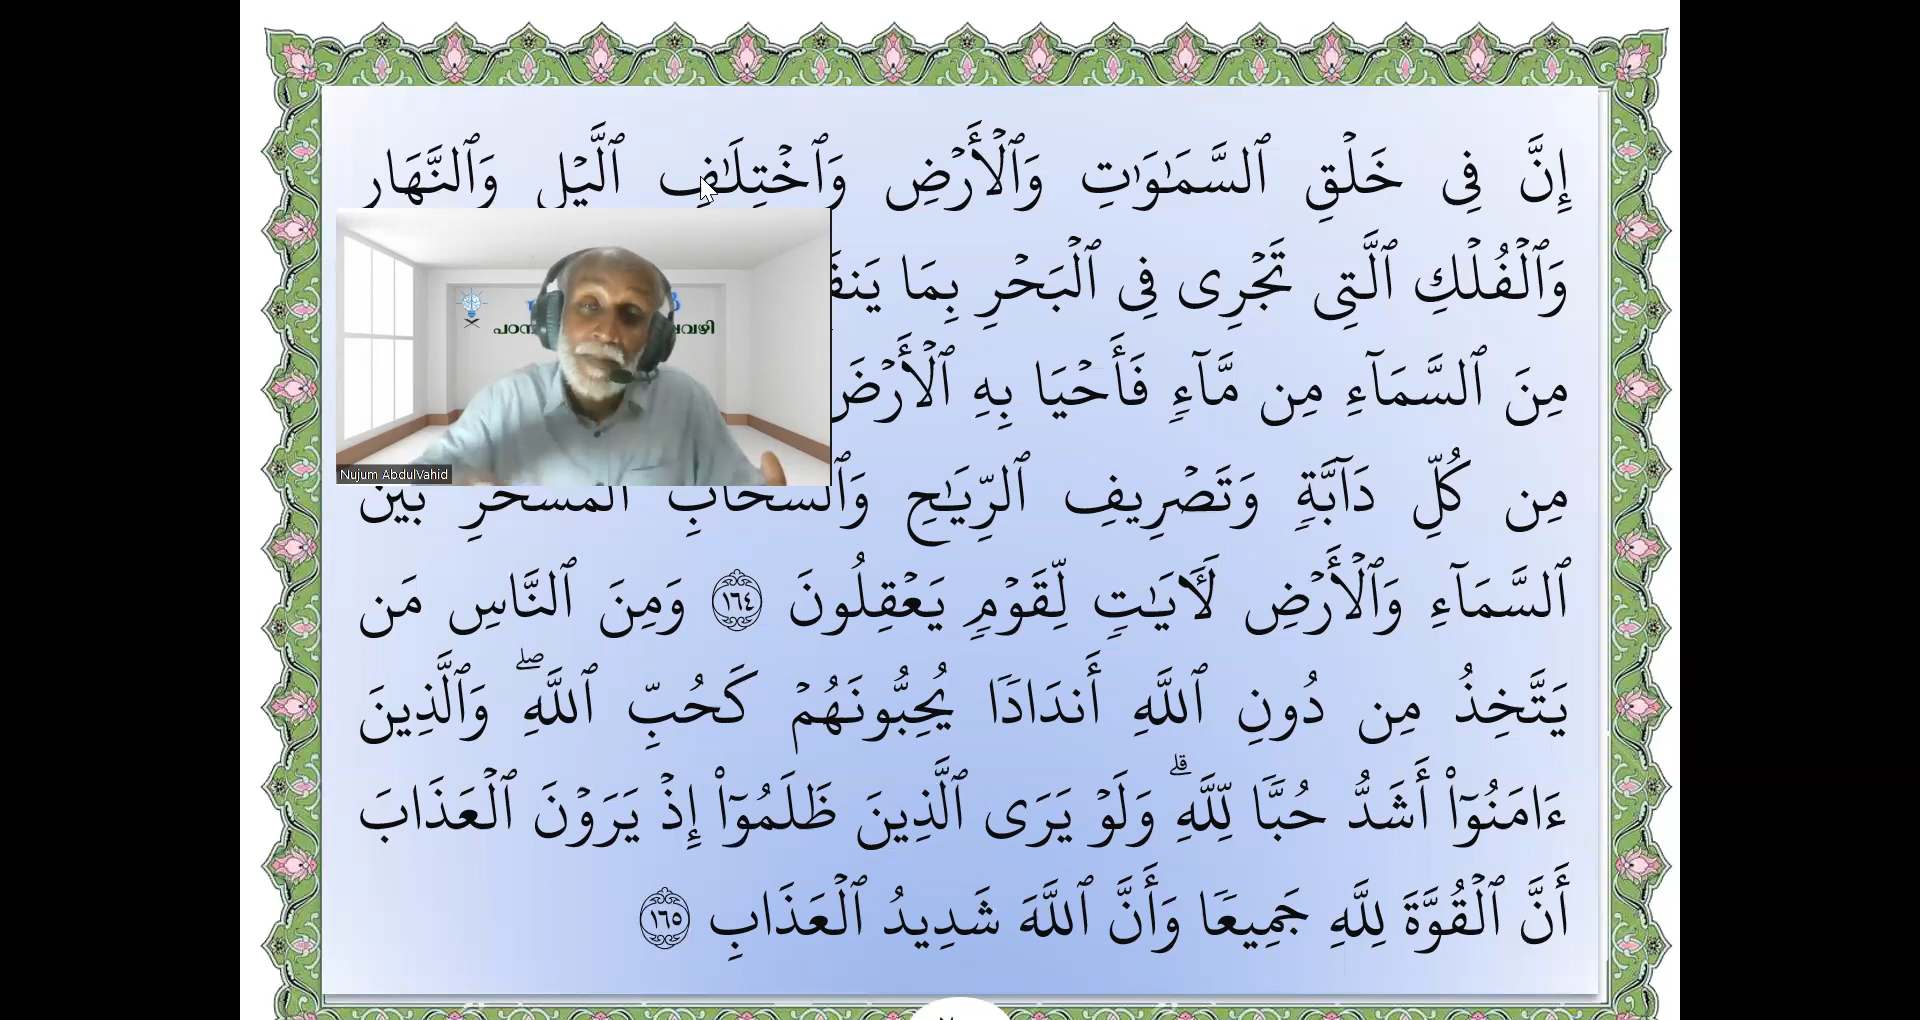 إِنَّ فِى خَلْقِ ٱلسَّمَٰوَٰتِ وَٱلْأَرْضِ وَٱخْتِلَٰفِ ٱلَّيْلِ وَٱلنَّهَارِ
وَٱلْفُلْكِ ٱلَّتِى تَجْرِى فِى ٱلْبَحْرِ بِمَا
مِنَ ٱلسَّمَآءِ مِن مَّآءٍ فَأَحْيَا بِهِ ٱلْأَرْضَ
مِن كُلِّ دَآبَّةٍ وَتَصْرِيفِ ٱلرِّيَٰحِ وَٱلسَّحَابِ ٱلْمُسَخَّرِ بَيْنَ
ٱلسَّمَآءِ وَٱلْأَرْضِ لَءَايَٰتٍ لِّقَوْمٍ يَعْقِلُونَ ١٦٤ وَمِنَ ٱلنَّاسِ مَن
يَتَّخِذُ مِن دُونِ ٱللَّهِ أَندَادًا يُحِبُّونَهُمْ كَحُبِّ ٱللَّهِ ۖ وَٱلَّذِينَ
ءَامَنُوٓا۟ أَشَدُّ حُبًّا لِّلَّهِ ۗ وَلَوْ يَرَى ٱلَّذِينَ ظَلَمُوٓا۟ إِذْ يَرَوْنَ ٱلْعَذَابَ
أَنَّ ٱلْقُوَّةَ لِلَّهِ جَمِيعًا وَأَنَّ ٱللَّهَ شَدِيدُ ٱلْعَذَابِ ١٦٥
Nujum AbdulVahid